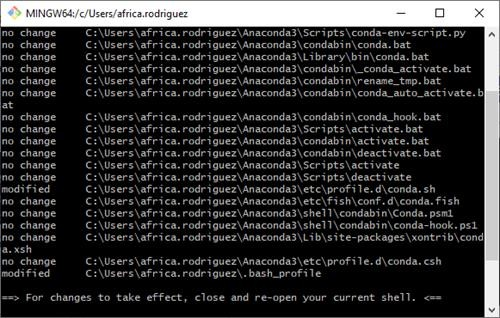 MINGW64:/c/Users/africa.rodriguez
no change     C:\Users\africa.rodriguez\Anaconda3\Scripts\conda-env-script.py
no change     C:\Users\africa.rodriguez\Anaconda3\condabin\conda.bat
no change     C:\Users\africa.rodriguez\Anaconda3\Library\bin\conda.bat
no change     C:\Users\africa.rodriguez\Anaconda3\condabin\_conda_activate.bat
no change     C:\Users\africa.rodriguez\Anaconda3\condabin\rename_tmp.bat
no change     C:\Users\africa.rodriguez\Anaconda3\condabin\conda_auto_activate.b
at
no change     C:\Users\africa.rodriguez\Anaconda3\condabin\conda_hook.bat
no change     C:\Users\africa.rodriguez\Anaconda3\Scripts\activate.bat
no change     C:\Users\africa.rodriguez\Anaconda3\condabin\activate.bat
no change     C:\Users\africa.rodriguez\Anaconda3\condabin\deactivate.bat
no change     C:\Users\africa.rodriguez\Anaconda3\Scripts\activate
no change     C:\Users\africa.rodriguez\Anaconda3\Scripts\deactivate
modified      C:\Users\africa.rodriguez\Anaconda3\etc\profile.d\conda.sh
no change     C:\Users\africa.rodriguez\Anaconda3\etc\fish\conf.d\conda.fish
no change     C:\Users\africa.rodriguez\Anaconda3\shell\condabin\Conda.psm1
no change     C:\Users\africa.rodriguez\Anaconda3\shell\condabin\conda-hook.ps1
no change     C:\Users\africa.rodriguez\Anaconda3\Lib\site-packages\xontrib\cond
a.xsh
no change     C:\Users\africa.rodriguez\Anaconda3\etc\profile.d\conda.csh
modified      C:\Users\africa.rodriguez\.bash_profile
==> For changes to take effect, close and re-open your current shell. <==